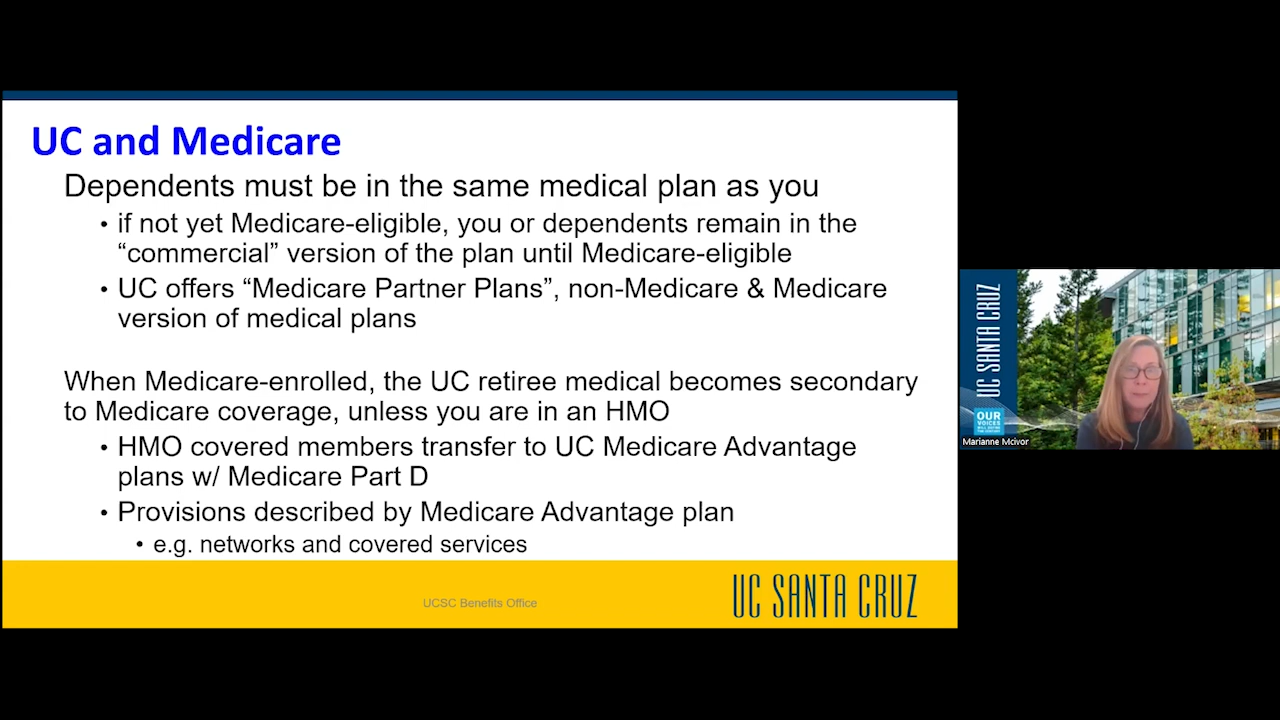 UC and Medicare
Dependents must be in the same medical plan as you
• if not yet Medicare-eligible, you or dependents remain in the
“commercial” version of the plan until Medicare-eligible
• UC offers “Medicare Partner Plans”, non-Medicare & Medicare
version of medical plans
When Medicare-enrolled, the UC retiree medical becomes secondary
to Medicare coverage, unless you are in an HMO
• HMO covered members transfer to UC Medicare Advantage
plans w/ Medicare Part D
• Provisions described by Medicare Advantage plan
• e.g. networks and covered services
UCSC Benefits Office
UC SANTA CRUZ
UC SANTA CRUZ
OUR
VOICES
Marianne Mcivor